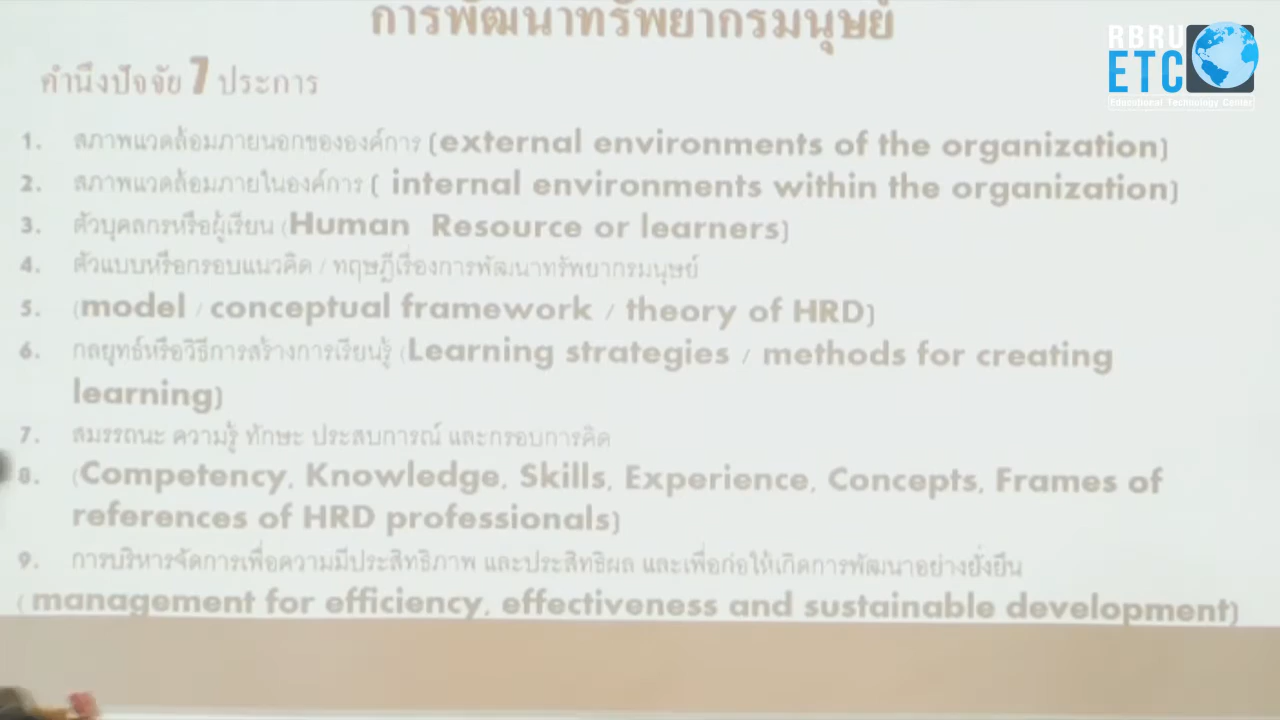 การพัฒนาทรัพยากรมนุษย์
RBRU
ETC
Educational Technology Center
คำนึงปัจจัย 7 ประการ
1. สภาพแวดล้อมภายนอกขององค์การ (external environments of the organization)
2. สภาพแวดล้อมภายในองค์การ ( internal environments within the organization)
3. ตัวบุคลกรหรือผู้เรียน (Human Resource or learners)
4. ตัวแบบหรือกรอบแนวคิด / ทฤษฎีเรื่องการพัฒนาทรัพยากรมนุษย์
5. (model / conceptual framework / theory of HRD)
6. กลยุทธ์หรือวิธีการสร้างการเรียนรู้ (Learning strategies / methods for creating
learning)
7. สมรรถนะ ความรู้ ทักษะ ประสบการณ์ และกรอบการคิด
8. (Competency, Knowledge, Skills, Experience, Concepts, Frames of
references of HRD professionals)
9. การบริหารจัดการเพื่อความมีประสิทธิภาพ และประสิทธิผล และเพื่อก่อให้เกิดการพัฒนาอย่างยั่งยืน
( management for efficiency, effectiveness and sustainable development)